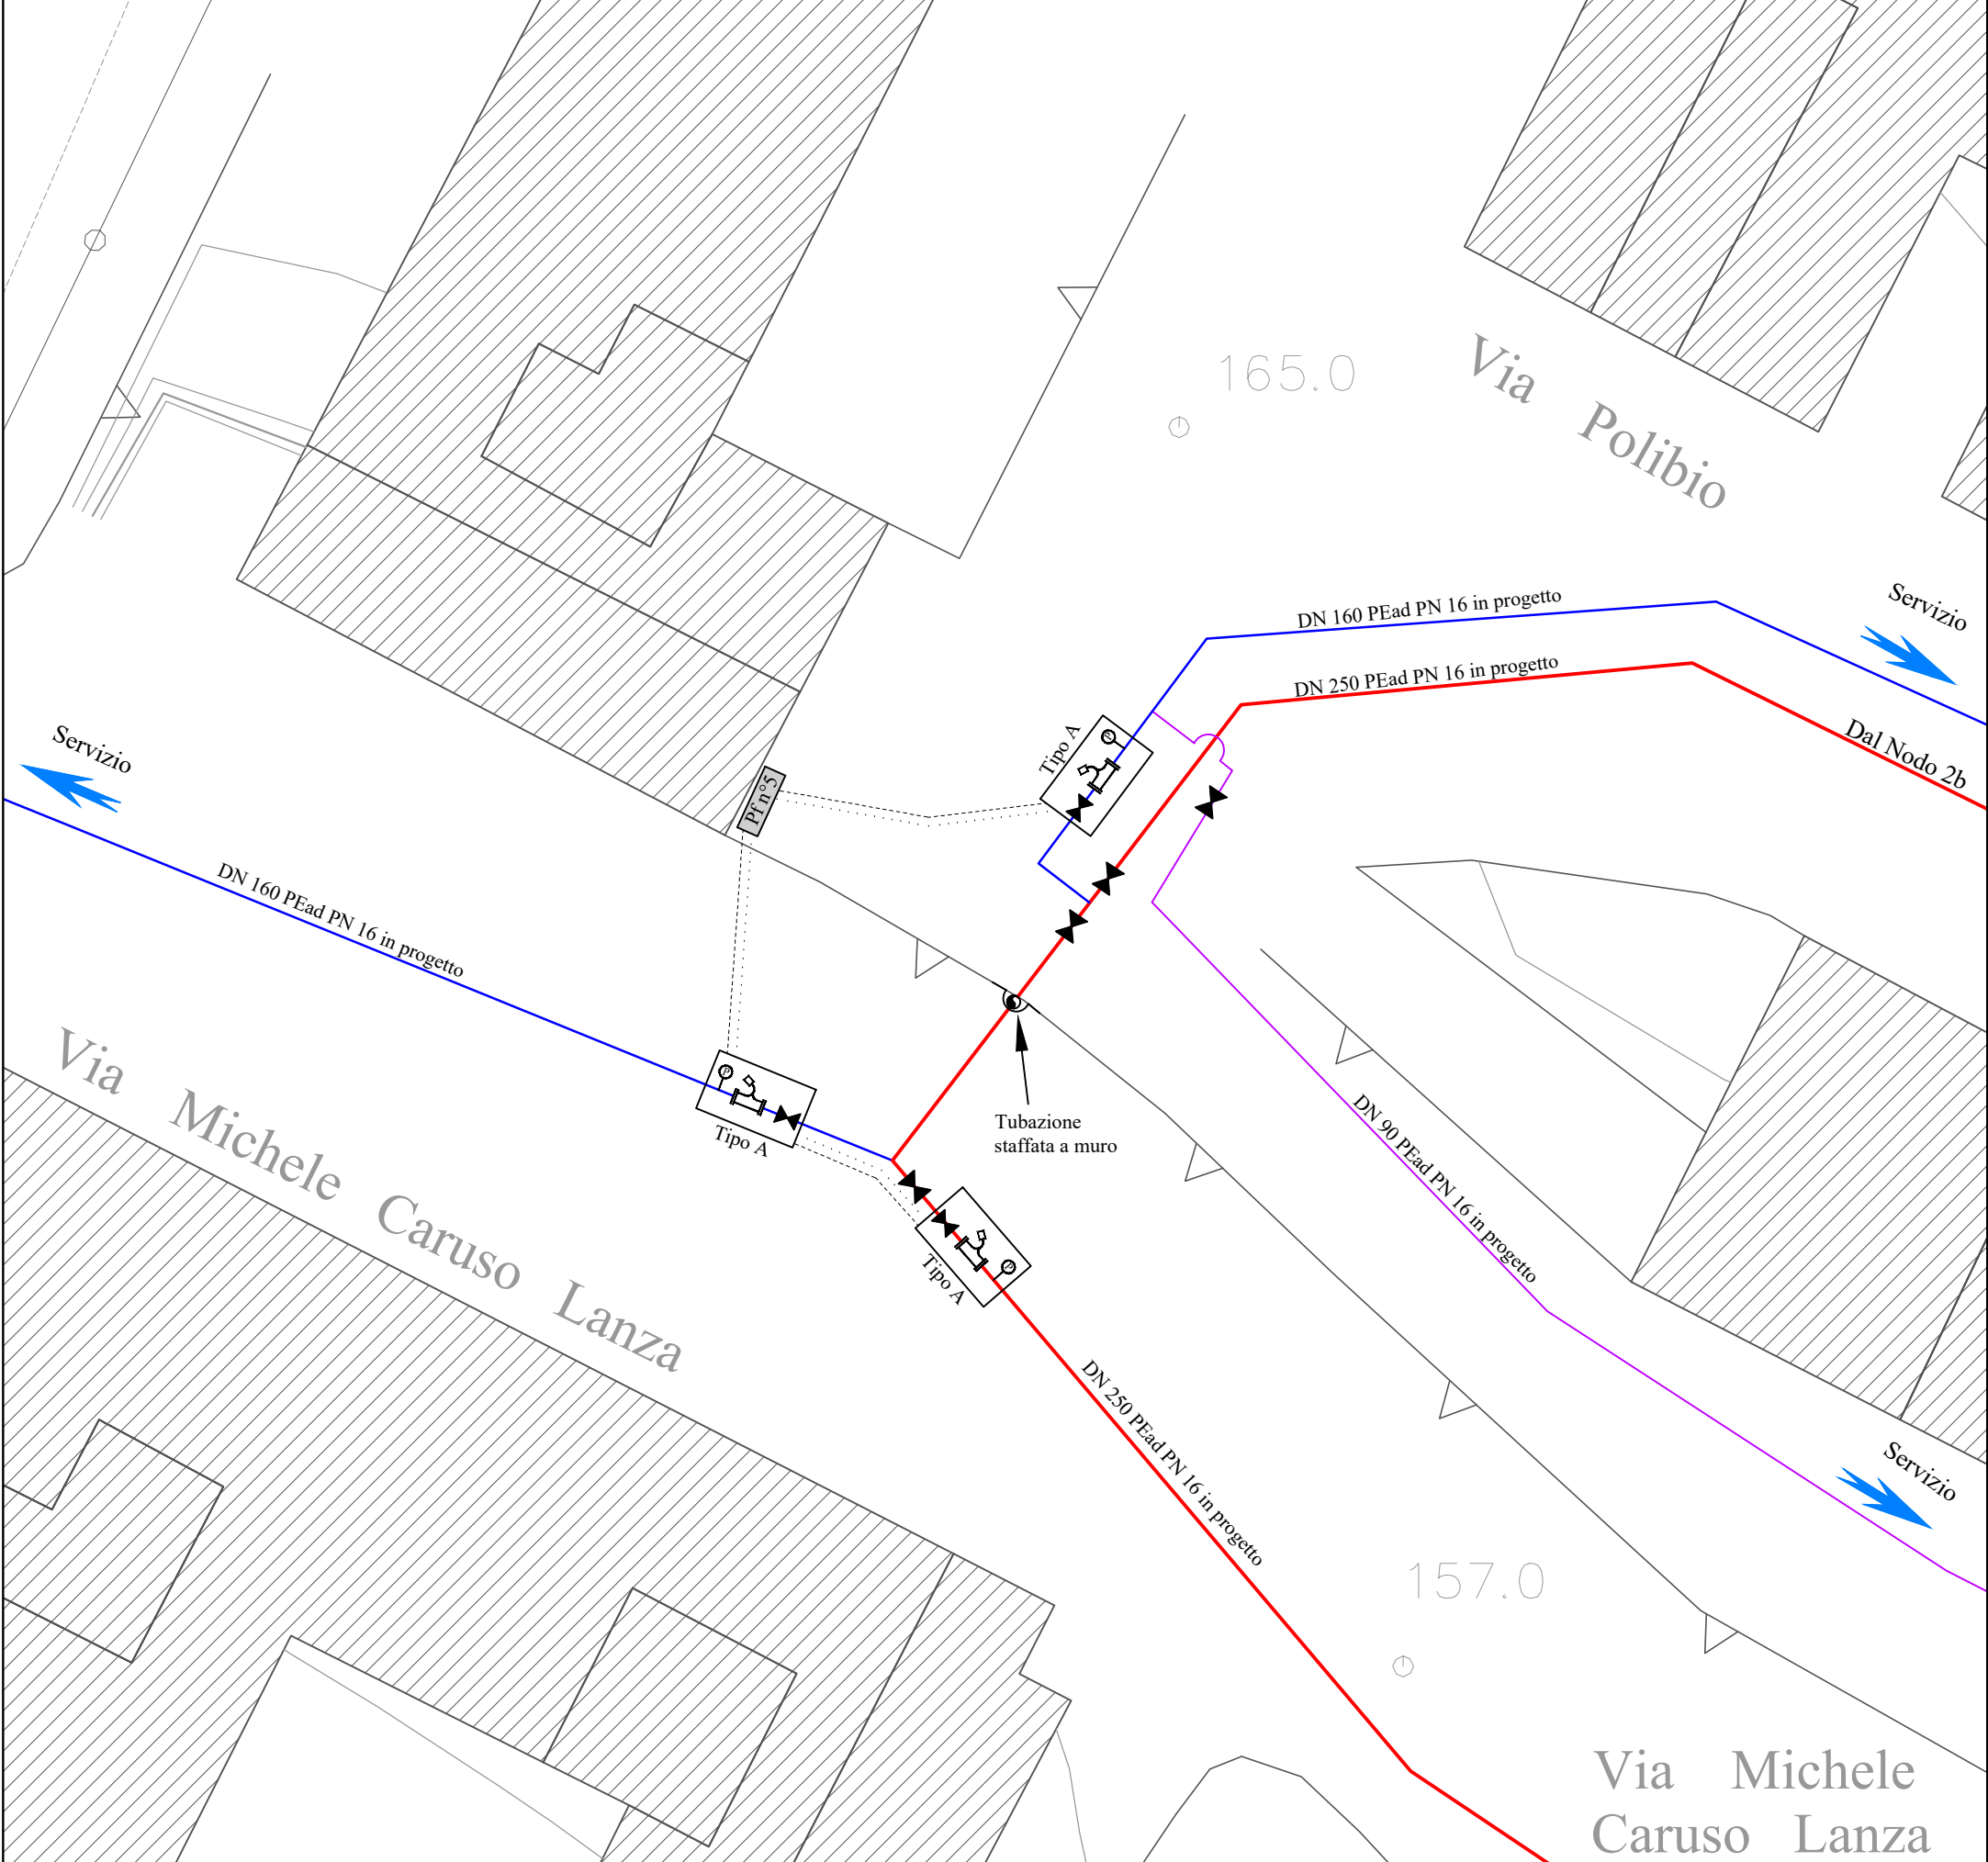 165.0
Via Polibio
Servizio
DN 160 PEad PN 16 in progetto
DN 250 PEad PN 16 in progetto
Dal Nodo 2b
Servizio
Tipo A
Pf n°5
DN 160 PEad PN 16 in progetto
Via Michele Caruso Lanza
Tipo A
Tubazione
staffata a muro
Tipo A
DN 90 PEad PN 16 in progetto
DN 250 PEad PN 16 in progetto
Servizio
157.0
Via Michele
Caruso Lanza